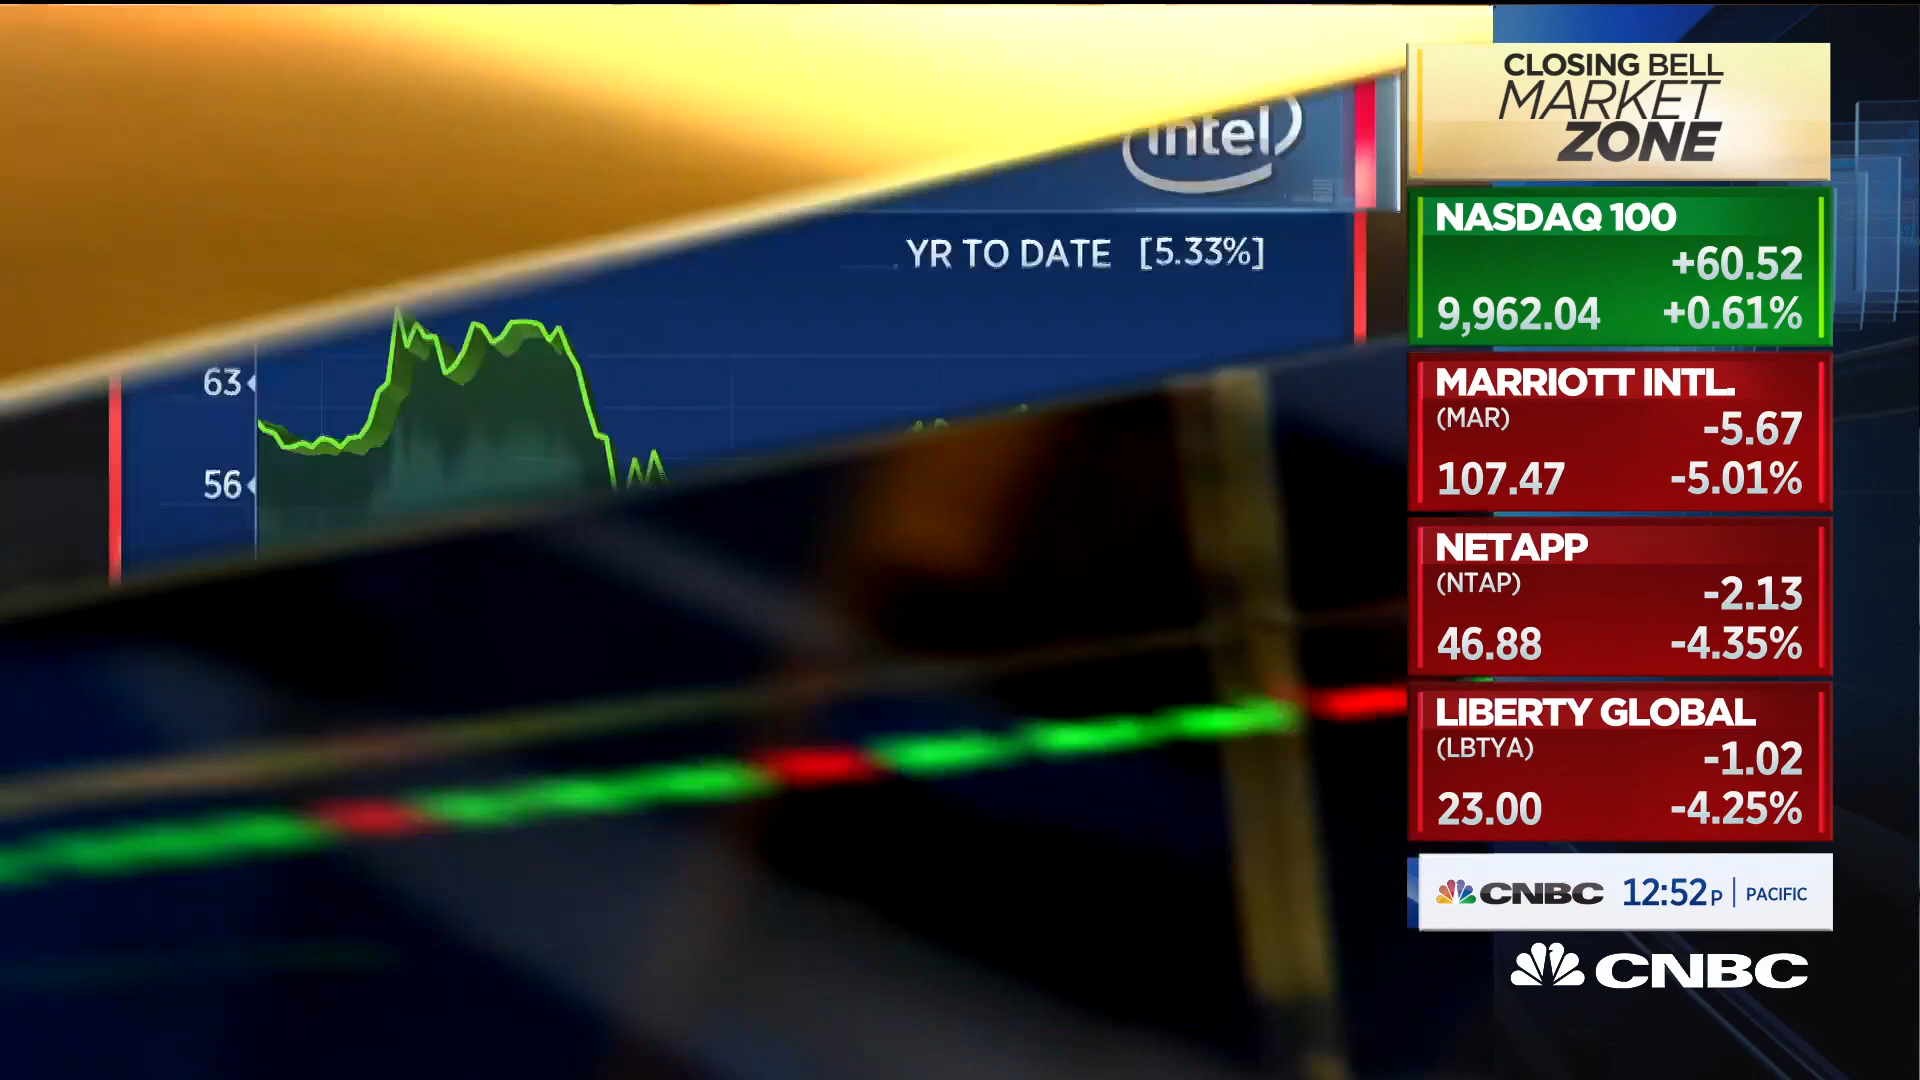 intel
YR TO DATE [5.33%]
63
56
CLOSING BELL
MARKET
ZONE
NASDAQ 100
+60.52
9,962.04 +0.61%
MARRIOTT INTL.
(MAR)
-5.67
107.47 -5.01%
NETAPP
(NTAP)
-2.13
46.88 -4.35%
LIBERTY GLOBAL
(LBTYA)
-1.02
23.00 -4.25%
CNBC 12:52P | PACIFIC
CNBC